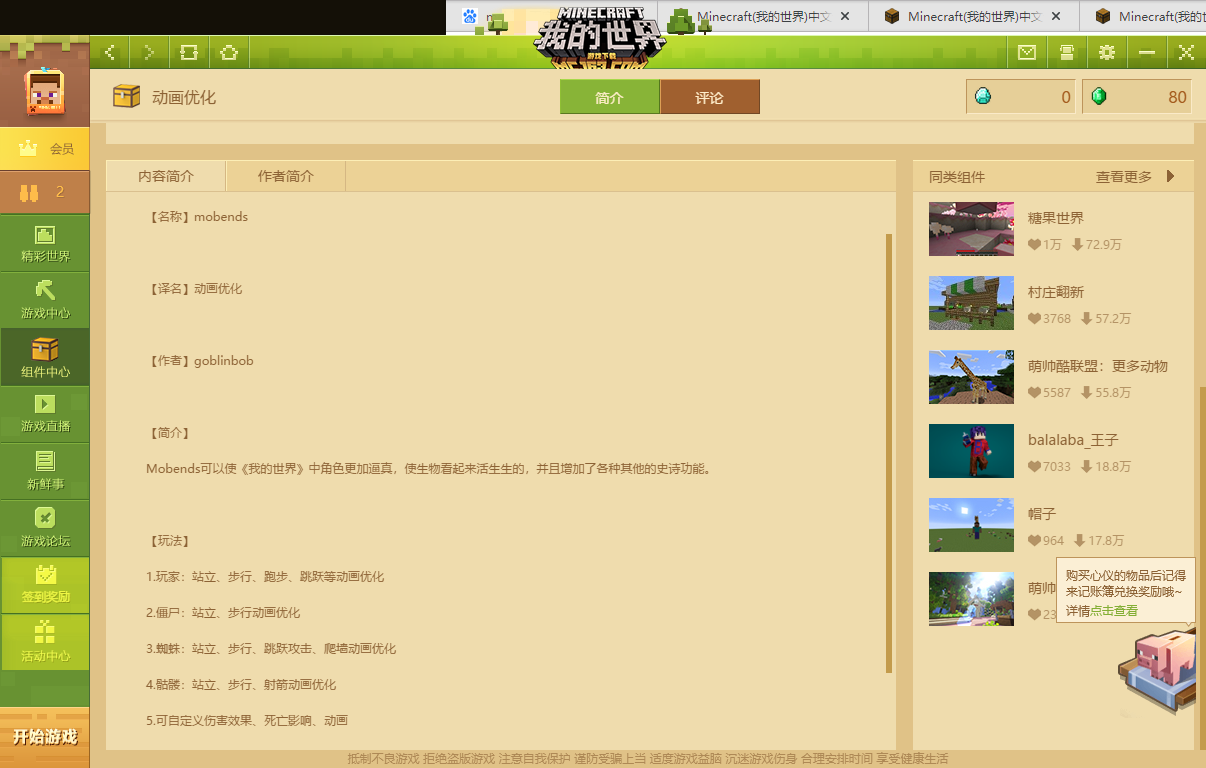 Minecraft(我的世界)中文
Minecraft(我的世界)中文
Minecraft(我的世
MINECRAFT
我的世界
游戏下载
MC.163.COM
动画优化
简介
评论
0
80
会员
2
精彩世界
游戏中心
组件中心
游戏直播
新鲜事
游戏论坛
签到奖励
活动中心
开始游戏
内容简介
作者简介
【名称】mobends
【译名】动画优化
【作者】goblinbob
【简介】
Mobends可以使《我的世界》中角色更加逼真，使生物看起来活生生的，并且增加了各种其他的史诗功能。
【玩法】
1.玩家：站立、步行、跑步、跳跃等动画优化
2.僵尸：站立、步行动画优化
3.蜘蛛：站立、步行、跳跃攻击、爬墙动画优化
4.骷髅：站立、步行、射箭动画优化
5.可自定义伤害效果、死亡影响、动画
同类组件
查看更多
糖果世界
1万 72.9万
村庄翻新
3768 57.2万
萌帅酷联盟：更多动物
5587 55.8万
balalaba_王子
7033 18.8万
帽子
964 17.8万
萌帅
23
购买心仪的物品后记得
来记账簿兑换奖励哦~
详情点击查看
抵制不良游戏 拒绝盗版游戏 注意自我保护 谨防受骗上当 适度游戏益脑 沉迷游戏伤身 合理安排时间 享受健康生活